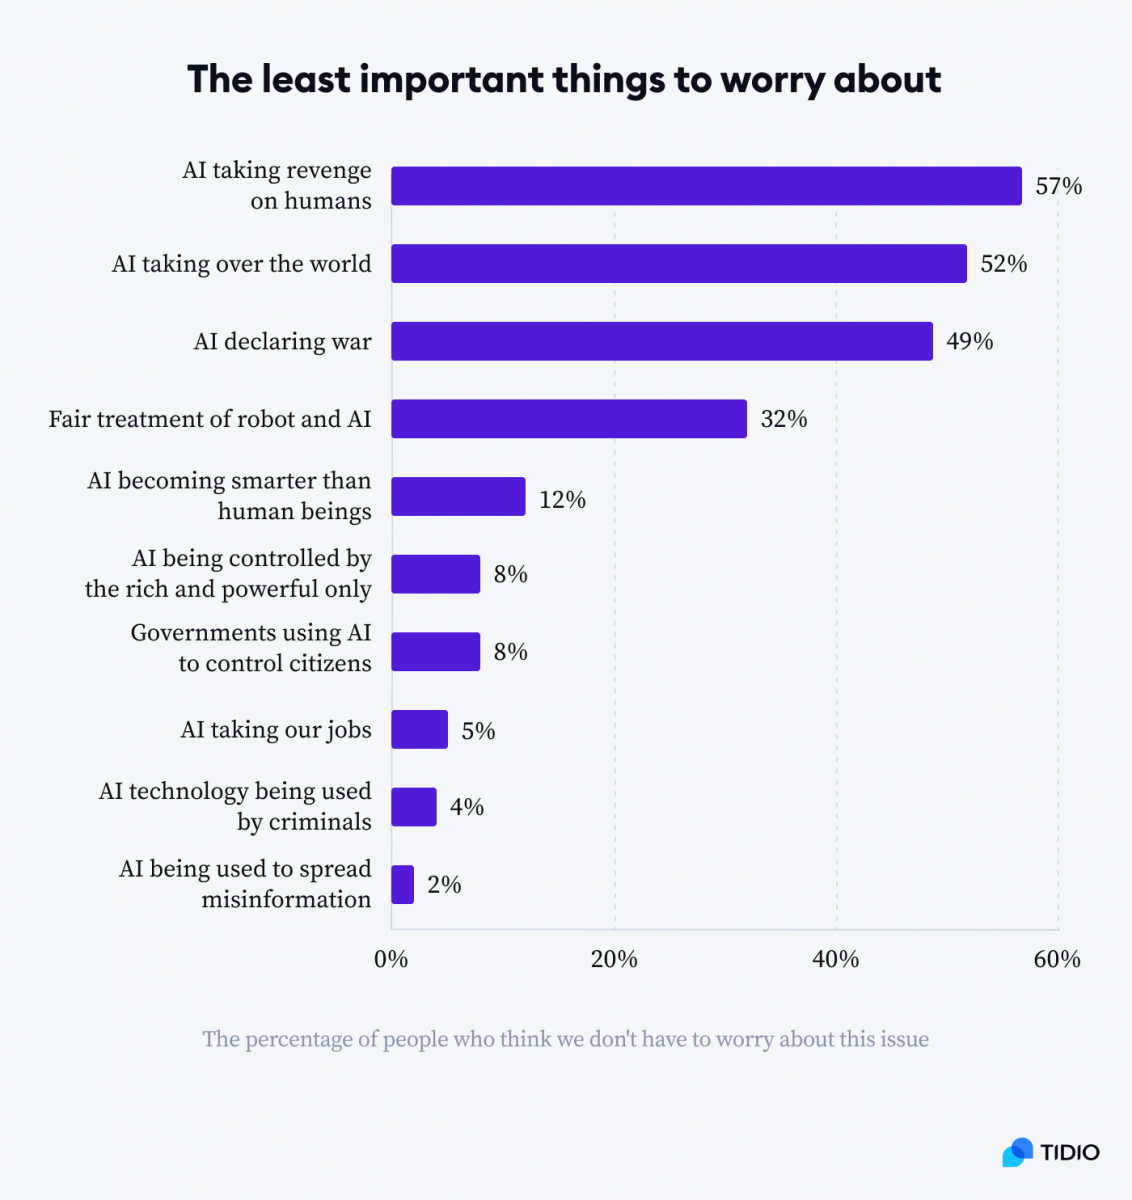 The least important things to worry about
AI taking revenge
on humans
57%
AI taking over the world
52%
AI declaring war
49%
Fair treatment of robot and AI
32%
AI becoming smarter than
human beings
12%
AI being controlled by
the rich and powerful only
8%
Governments using AI
to control citizens
8%
AI taking our jobs
5%
AI technology being used
by criminals
4%
AI being used to spread
misinformation
2%
0% 20% 40% 60%
The percentage of people who think we don't have to worry about this issue
TIDIO